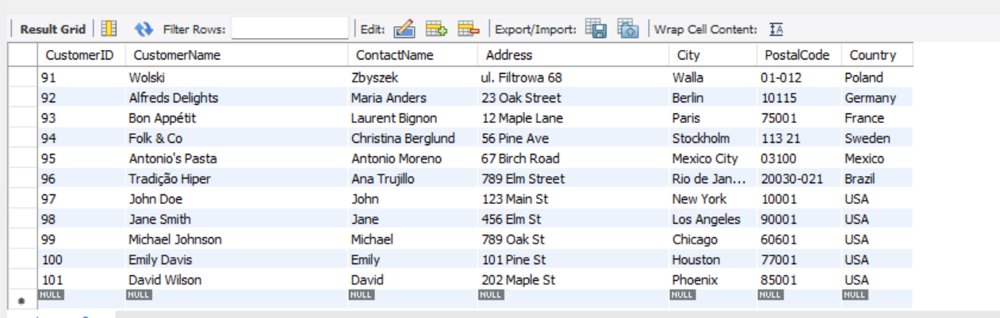 Result Grid Filter Rows: Edit: Export/Import: Wrap Cell Content: IA
CustomerID CustomerName ContactName Address City PostalCode Country
91 Wolski Zbyszek ul. Filtrowa 68 Walla 01-012 Poland
92 Alfreds Delights Maria Anders 23 Oak Street Berlin 10115 Germany
93 Bon Appétit Laurent Bignon 12 Maple Lane Paris 75001 France
94 Folk & Co Christina Berglund 56 Pine Ave Stockholm 113 21 Sweden
95 Antonio's Pasta Antonio Moreno 67 Birch Road Mexico City 03100 Mexico
96 Tradição Hiper Ana Trujillo 789 Elm Street Rio de Jan... 20030-021 Brazil
97 John Doe John 123 Main St New York 10001 USA
98 Jane Smith Jane 456 Elm St Los Angeles 90001 USA
99 Michael Johnson Michael 789 Oak St Chicago 60601 USA
100 Emily Davis Emily 101 Pine St Houston 77001 USA
101 David Wilson David 202 Maple St Phoenix 85001 USA
NULL NULL NULL NULL NULL NULL NULL